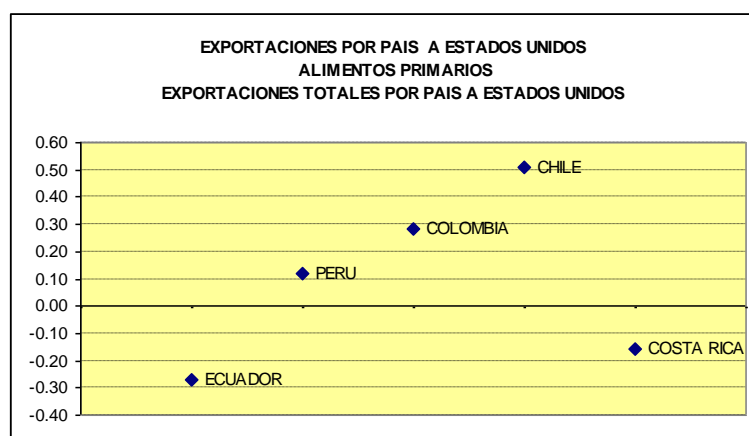 EXPORTACIONES POR PAIS A ESTADOS UNIDOS
ALIMENTOS PRIMARIOS
EXPORTACIONES TOTALES POR PAIS A ESTADOS UNIDOS
0.60
0.50
CHILE
0.40
0.30
COLOMBIA
0.20
0.10
PERU
0.00
-0.10
COSTA RICA
-0.20
-0.30
ECUADOR
-0.40